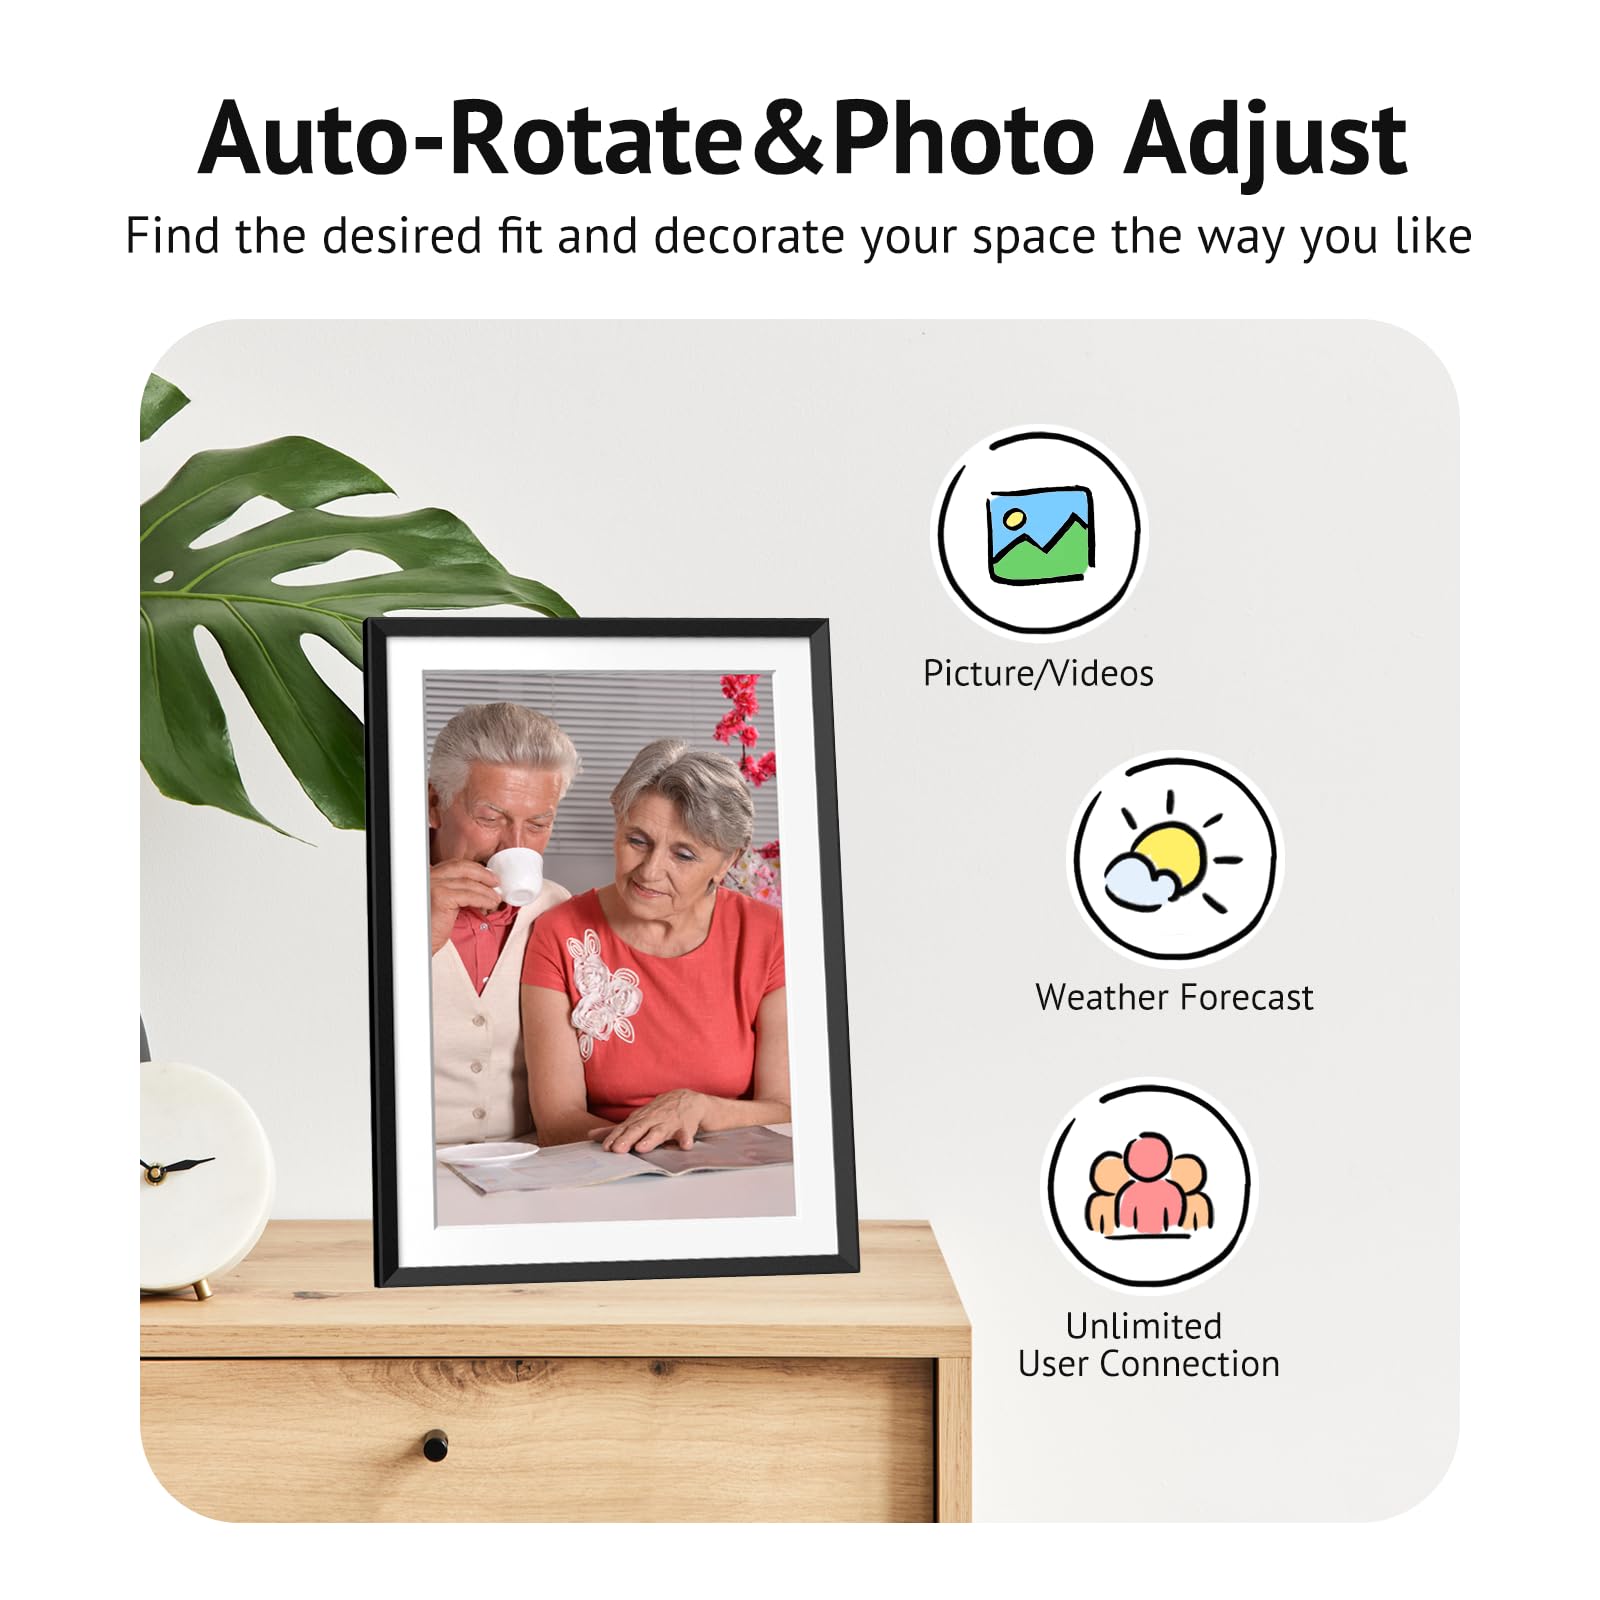 Auto-Rotate&Photo Adjust
Find the desired fit and decorate your space the way you like
Picture/Videos
Weather Forecast
Unlimited
User Connection